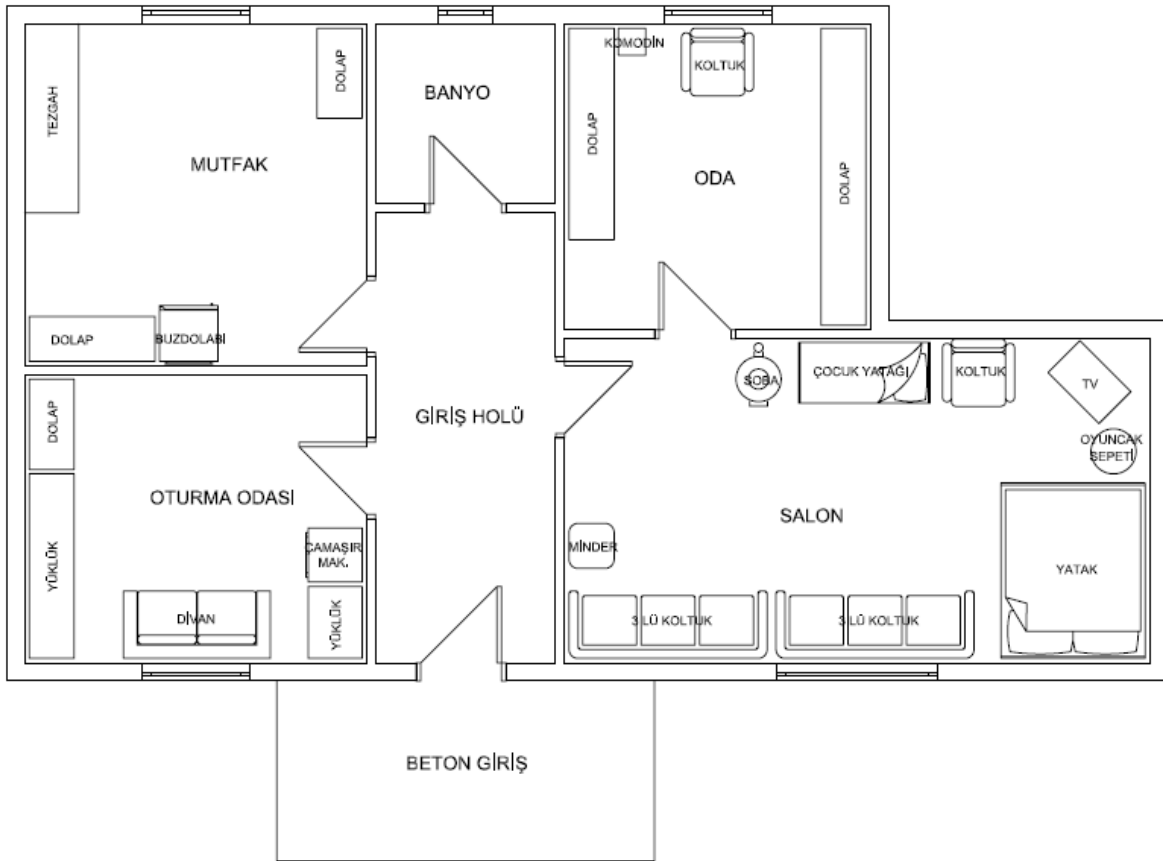 TEZGAH
DOLAP
MUTFAK
DOLAP
BUZDOLABİ
BANYO
KOMODİN
KOLTUK
DOLAP
ODA
DOLAP
GİRİŞ HOLÜ
DOLAP
YÜKLÜK
OTURMA ODASİ
ÇAMAŞIR
MAK.
DİVAN
YÜKLÜK
SOBA
ÇOCUK YATAĞI
KOLTUK
TV
OYUNCAK
SEPETİ
SALON
MİNDER
3 LÜ KOLTUK
3 LÜ KOLTUK
YATAK
BETON GİRİŞ